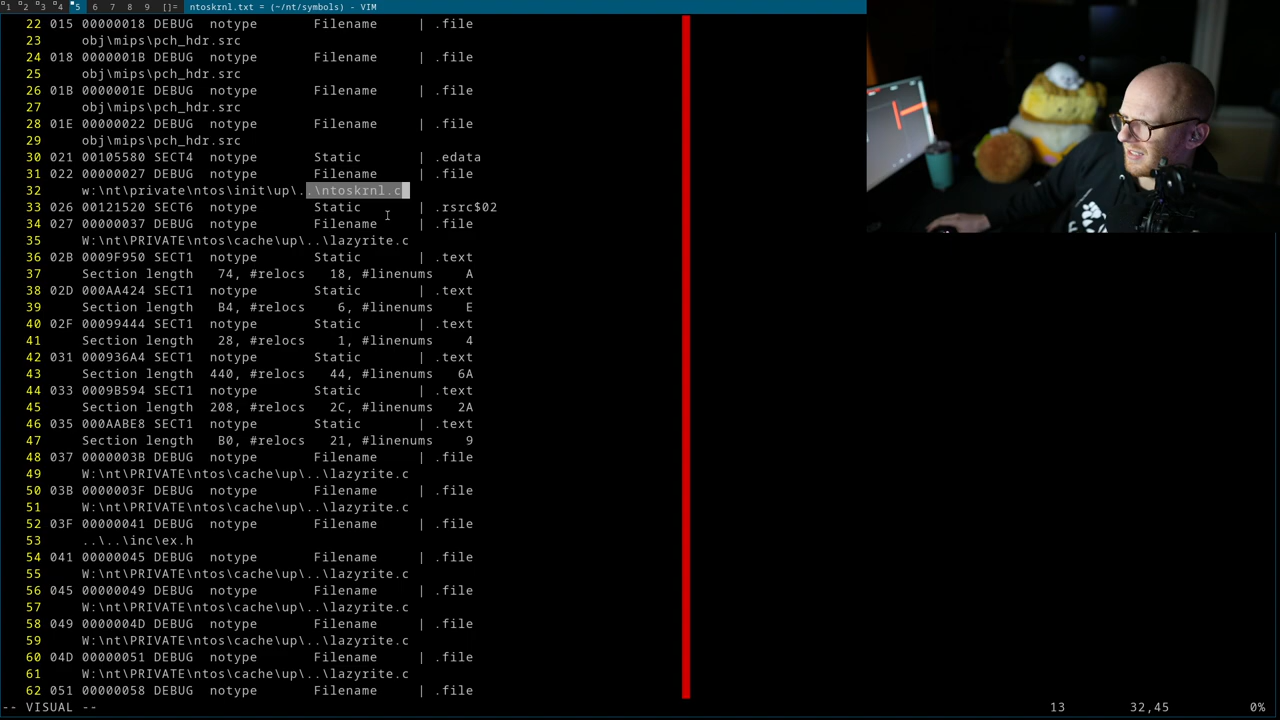 1 2 3 4 5 6 7 8 9 []= ntoskrnl.txt = (~/nt/symbols) - VIM
22 015 00000018 DEBUG notype Filename | .file
23 obj\mips\pch_hdr.src
24 018 0000001B DEBUG notype Filename | .file
25 obj\mips\pch_hdr.src
26 01B 0000001E DEBUG notype Filename | .file
27 obj\mips\pch_hdr.src
28 01E 00000022 DEBUG notype Filename | .file
29 obj\mips\pch_hdr.src
30 021 00105580 SECT4 notype Static | .edata
31 022 00000027 DEBUG notype Filename | .file
32 w:\nt\private\ntos\init\up\..\ntoskrnl.c
33 026 00121520 SECT6 notype Static | .rsrc$02
34 027 00000037 DEBUG notype Filename | .file
35 W:\nt\PRIVATE\ntos\cache\up\..\lazyrite.c
36 02B 0009F950 SECT1 notype Static | .text
37 Section length 74, #relocs 18, #linenums A
38 02D 000AA424 SECT1 notype Static | .text
39 Section length B4, #relocs 6, #linenums E
40 02F 00099444 SECT1 notype Static | .text
41 Section length 28, #relocs 1, #linenums 4
42 031 000936A4 SECT1 notype Static | .text
43 Section length 440, #relocs 44, #linenums 6A
44 033 0009B594 SECT1 notype Static | .text
45 Section length 208, #relocs 2C, #linenums 2A
46 035 000AABE8 SECT1 notype Static | .text
47 Section length B0, #relocs 21, #linenums 9
48 037 0000003B DEBUG notype Filename | .file
49 W:\nt\PRIVATE\ntos\cache\up\..\lazyrite.c
50 03B 0000003F DEBUG notype Filename | .file
51 W:\nt\PRIVATE\ntos\cache\up\..\lazyrite.c
52 03F 00000041 DEBUG notype Filename | .file
53 ..\..\inc\ex.h
54 041 00000045 DEBUG notype Filename | .file
55 W:\nt\PRIVATE\ntos\cache\up\..\lazyrite.c
56 045 00000049 DEBUG notype Filename | .file
57 W:\nt\PRIVATE\ntos\cache\up\..\lazyrite.c
58 049 0000004D DEBUG notype Filename | .file
59 W:\nt\PRIVATE\ntos\cache\up\..\lazyrite.c
60 04D 00000051 DEBUG notype Filename | .file
61 W:\nt\PRIVATE\ntos\cache\up\..\lazyrite.c
62 051 00000058 DEBUG notype Filename | .file
-- VISUAL -- 13 32,45 0%